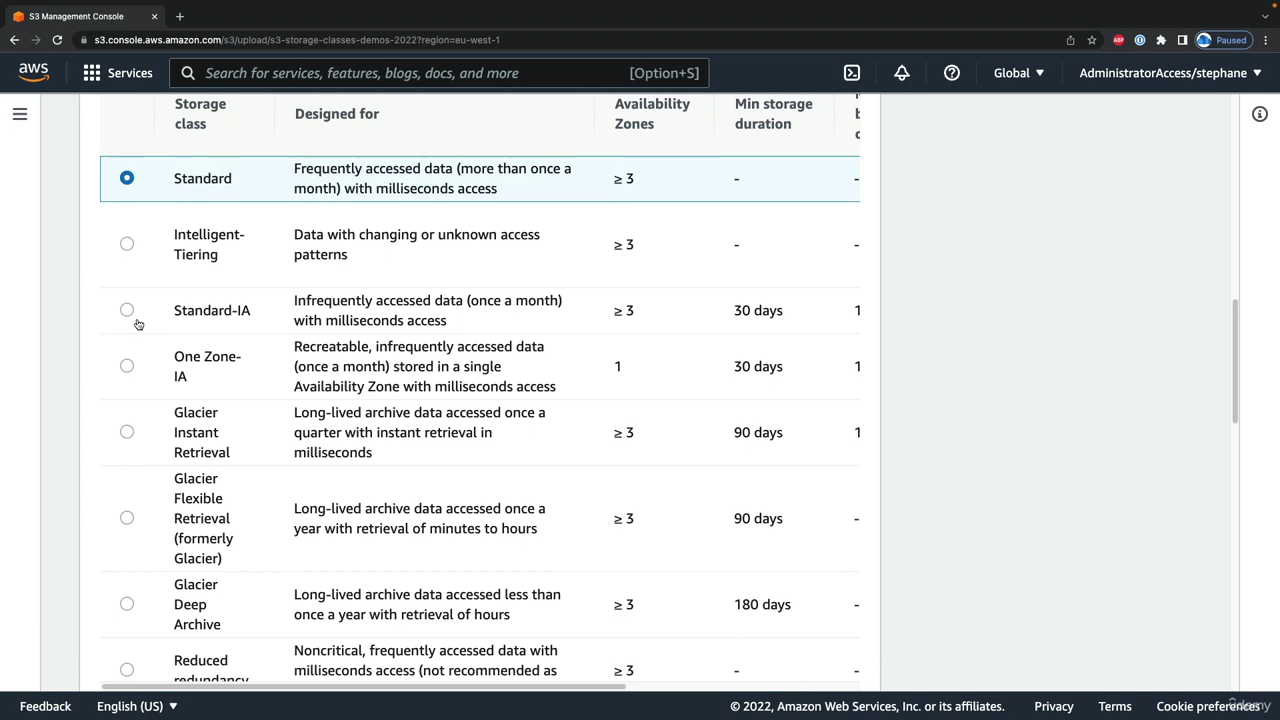 S3 Management Console
s3.console.aws.amazon.com/s3/upload/s3-storage-classes-demos-2022?region=eu-west-1
ABP
Paused
aws
Services
Search for services, features, blogs, docs, and more
[Option+S]
Global
AdministratorAccess/stephane
Storage
class
Designed for
Availability
Zones
Min storage
duration
Standard
Frequently accessed data (more than once a
month) with milliseconds access
≥ 3
-
-
Intelligent-
Tiering
Data with changing or unknown access
patterns
≥ 3
-
-
Standard-IA
Infrequently accessed data (once a month)
with milliseconds access
≥ 3
30 days
1
One Zone-
IA
Recreatable, infrequently accessed data
(once a month) stored in a single
Availability Zone with milliseconds access
1
30 days
1
Glacier
Instant
Retrieval
Long-lived archive data accessed once a
quarter with instant retrieval in
milliseconds
≥ 3
90 days
1
Glacier
Flexible
Retrieval
(formerly
Glacier)
Long-lived archive data accessed once a
year with retrieval of minutes to hours
≥ 3
90 days
-
Glacier
Deep
Archive
Long-lived archive data accessed less than
once a year with retrieval of hours
≥ 3
180 days
-
Reduced
redundancy
Noncritical, frequently accessed data with
milliseconds access (not recommended as
≥ 3
-
-
Feedback
English (US)
© 2022, Amazon Web Services, Inc. or its affiliates.
Privacy
Terms
Cookie preferences
Udemy